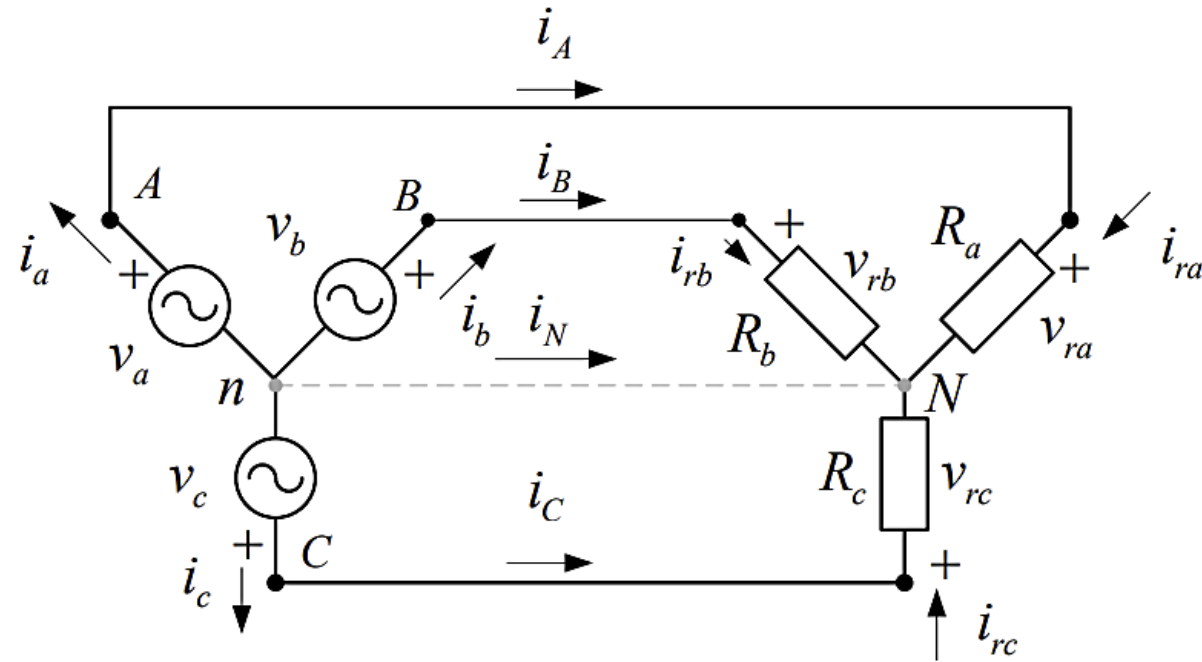 i_A
A
v_b
B
i_B
i_a
+
v_a
+
i_b
i_N
n
i_rb
+
v_rb
R_b
R_a
+
v_ra
i_ra
N
v_c
+
C
i_c
i_C
R_c
v_rc
+
i_rc